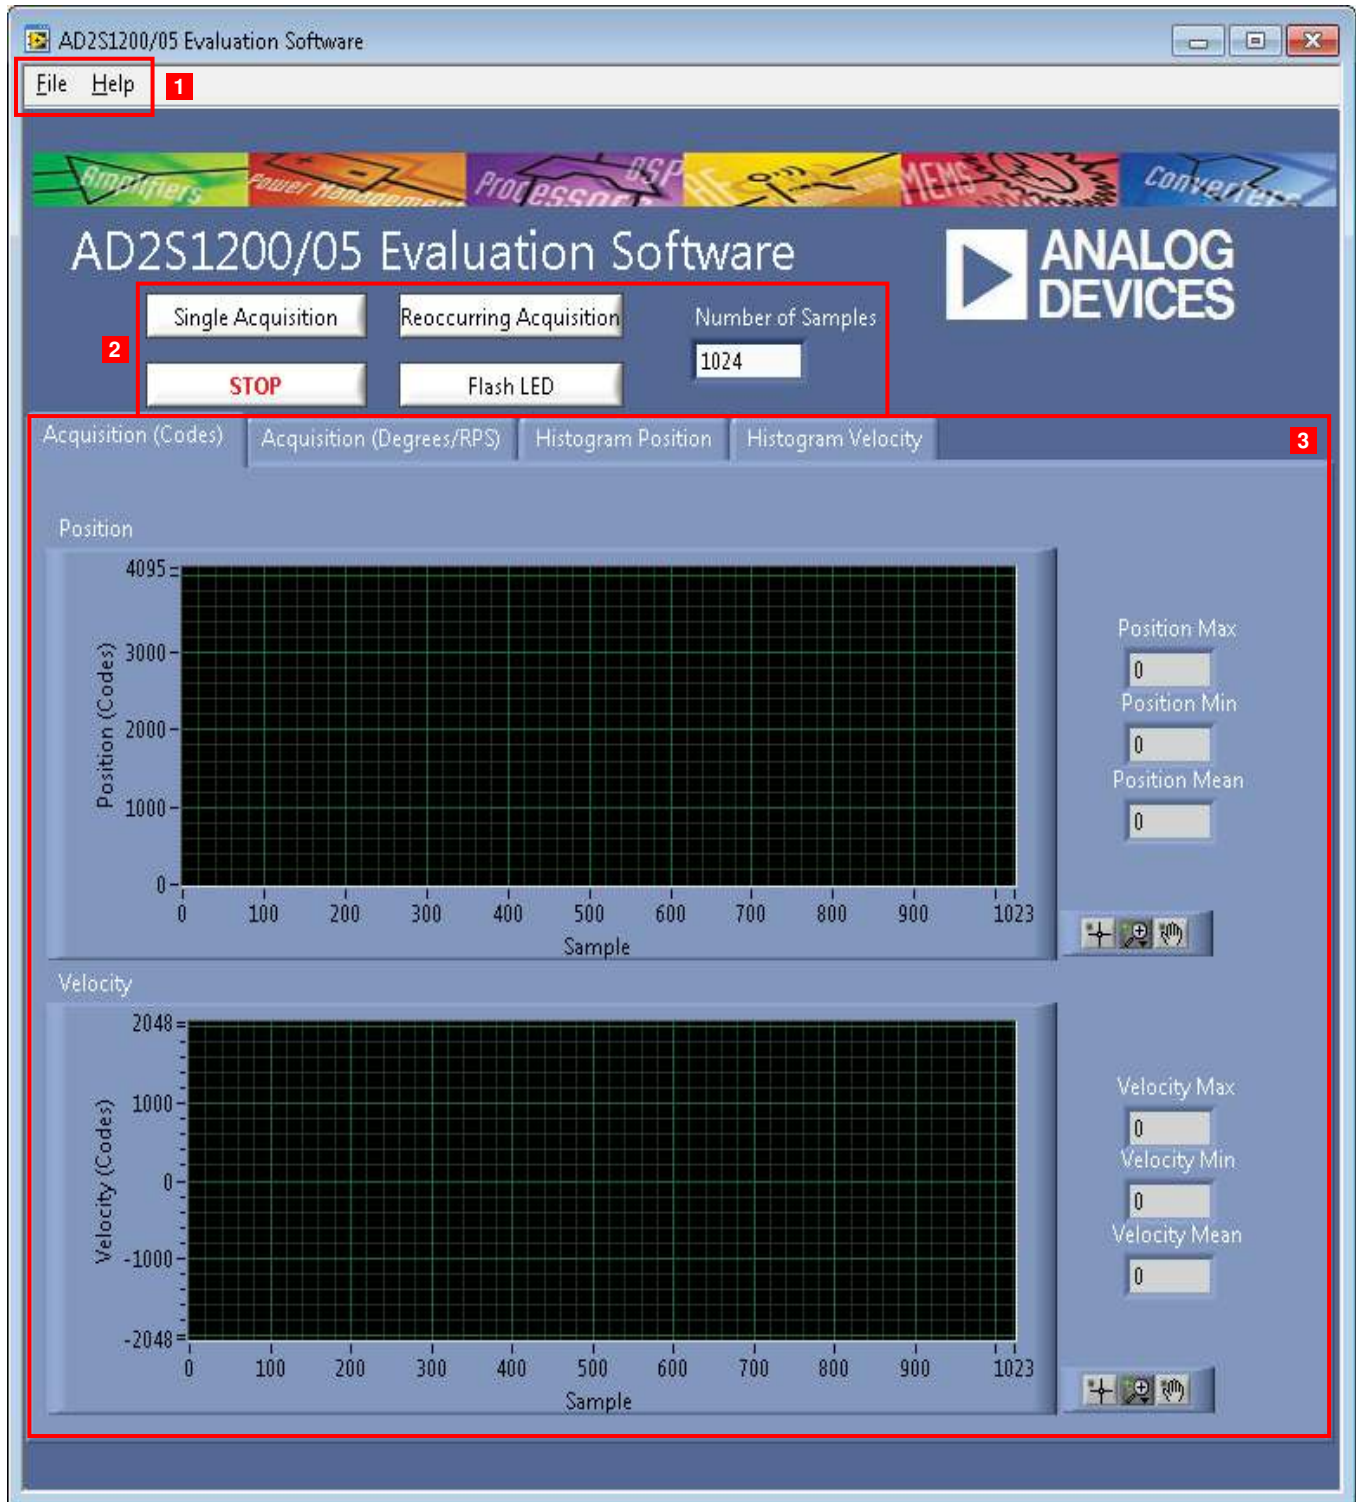 AD2S1200/05 Evaluation Software
File Help 1
Amplifiers Power Management Processors DSP RF MEMS Converters
AD2S1200/05 Evaluation Software
ANALOG
DEVICES
2
Single Acquisition Reoccurring Acquisition Number of Samples
1024
STOP Flash LED
Acquisition (Codes) Acquisition (Degrees/RPS) Histogram Position Histogram Velocity 3
Position
Position (Codes)
4095
3000
2000
1000
0
0 100 200 300 400 500 600 700 800 900 1023
Sample
Position Max
0
Position Min
0
Position Mean
0
Velocity
Velocity (Codes)
2048
1000
0
-1000
-2048
0 100 200 300 400 500 600 700 800 900 1023
Sample
Velocity Max
0
Velocity Min
0
Velocity Mean
0